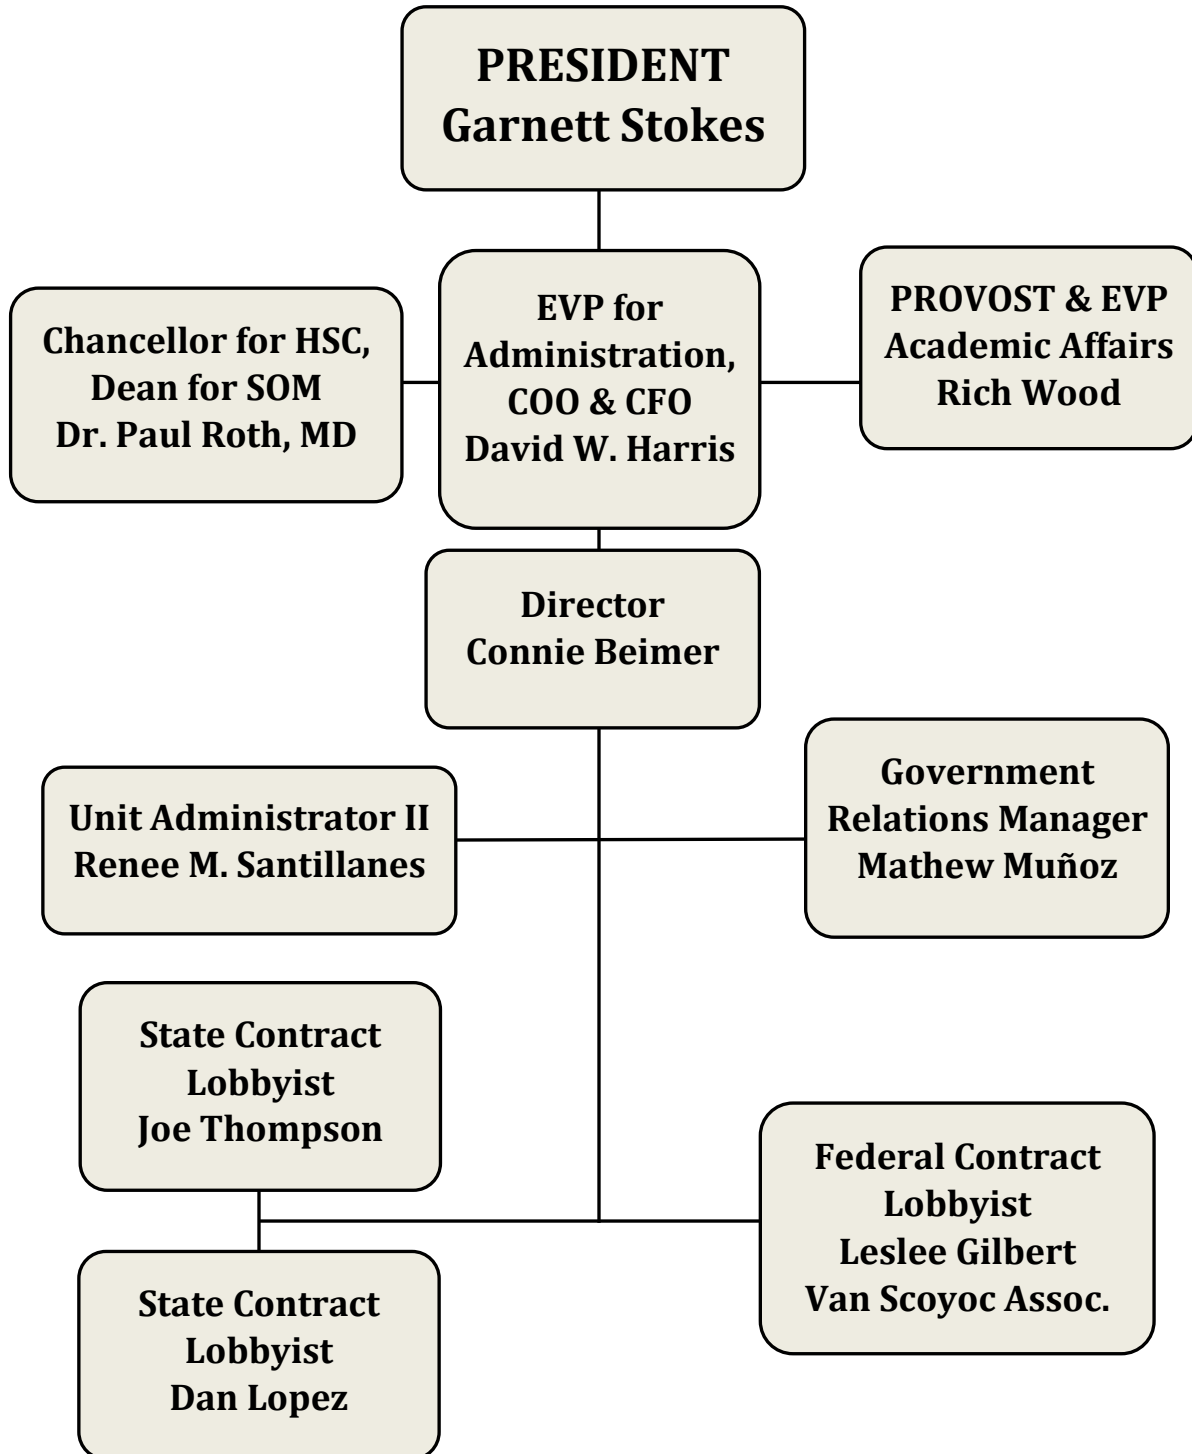 PRESIDENT
Garnett Stokes
Chancellor for HSC,
Dean for SOM
Dr. Paul Roth, MD
EVP for
Administration,
COO & CFO
David W. Harris
PROVOST & EVP
Academic Affairs
Rich Wood
Director
Connie Beimer
Unit Administrator II
Renee M. Santillanes
Government
Relations Manager
Mathew Muñoz
State Contract
Lobbyist
Joe Thompson
Federal Contract
Lobbyist
Leslee Gilbert
Van Scoyoc Assoc.
State Contract
Lobbyist
Dan Lopez